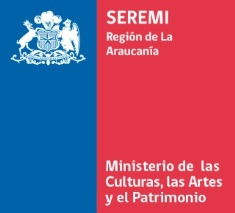 SEREMI
Región de La
Araucanía
Ministerio de las
Culturas, las Artes
y el Patrimonio